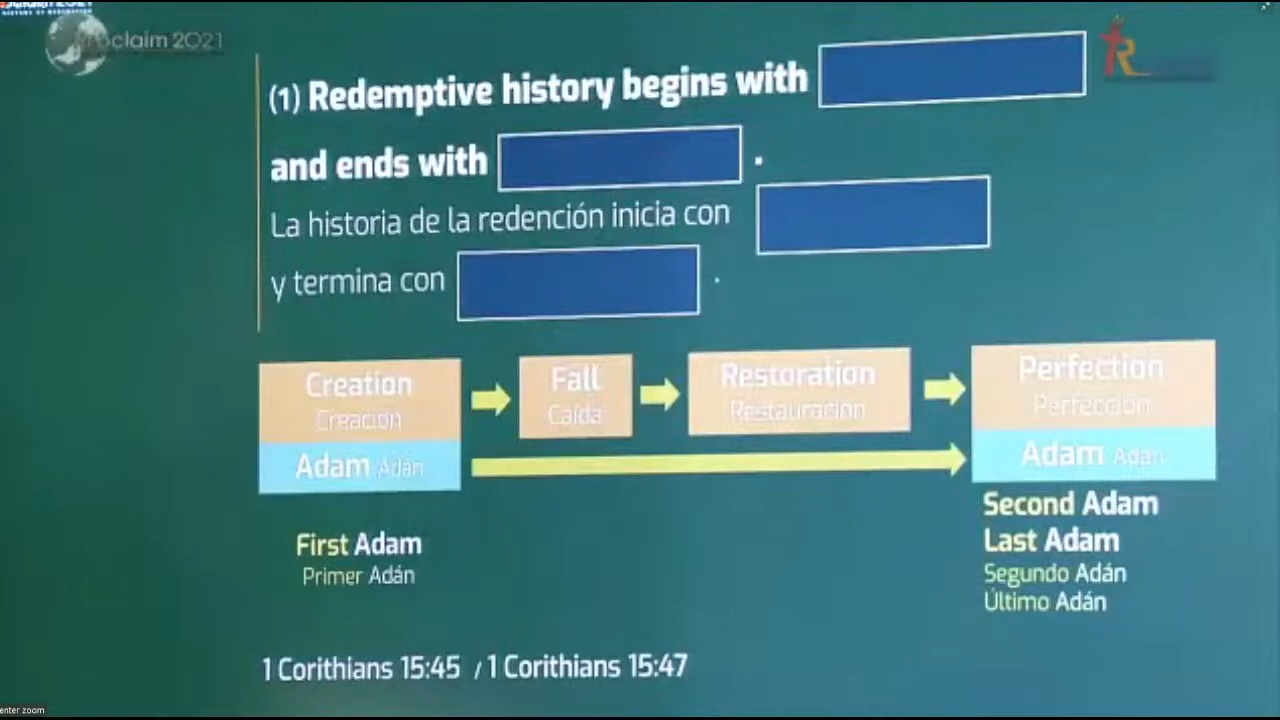 Proclaim 2021
(1) Redemptive history begins with
and ends with .
La historia de la redención inicia con
y termina con .
Creation
Creación
Adam Adán
Fall
Caída
Restoration
Restauración
Perfection
Perfección
Adam Adán
First Adam
Primer Adán
Second Adam
Last Adam
Segundo Adán
Último Adán
1 Corithians 15:45 / 1 Corithians 15:47
enter zoom